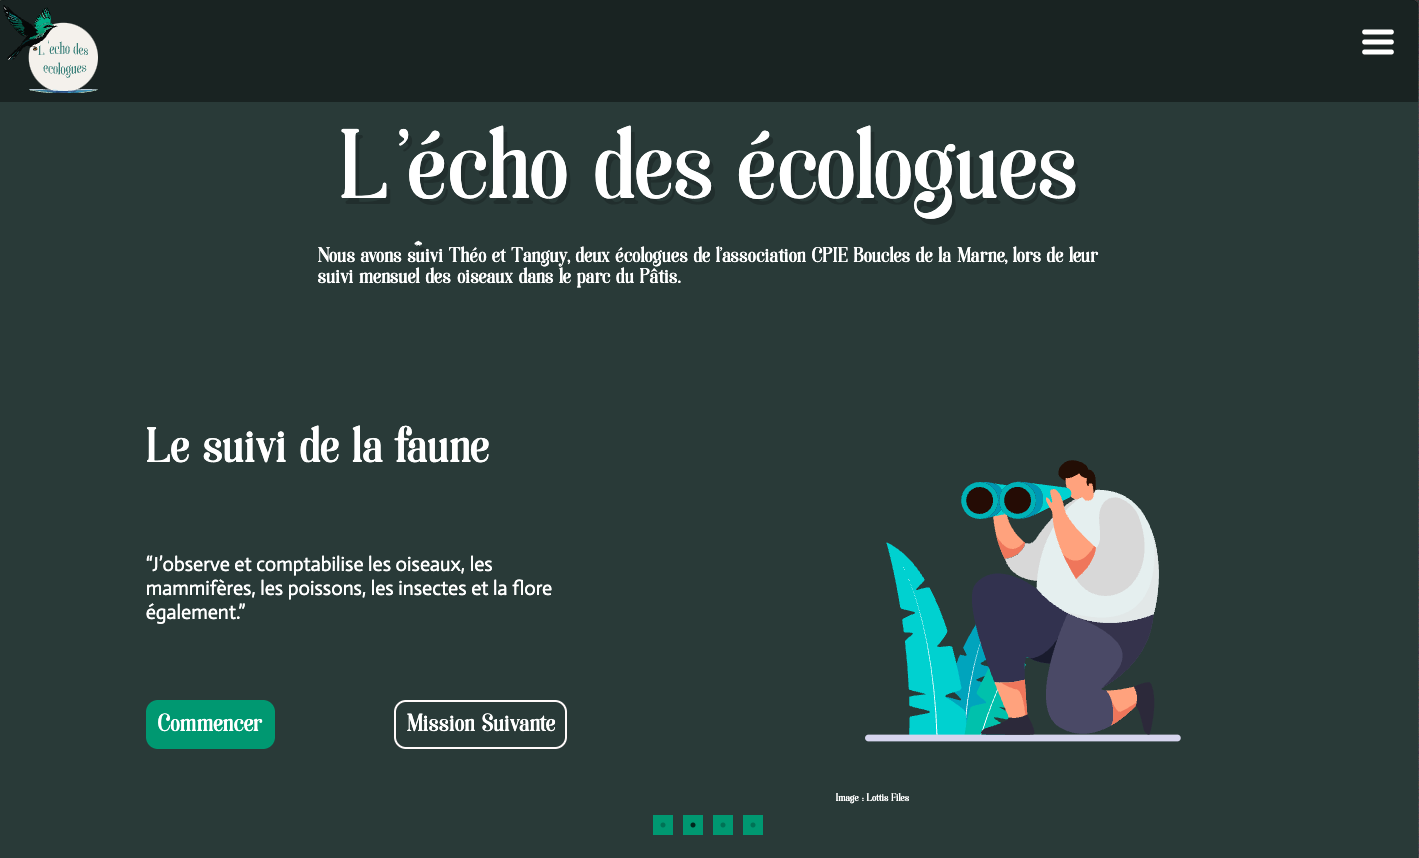 L'echo des
ecologues
L'écho des écologues
Nous avons suivi Théo et Tanguy, deux écologues de l'association CPIE Boucles de la Marne, lors de leur
suivi mensuel des oiseaux dans le parc du Pâtis.
Le suivi de la faune
“J'observe et comptabilise les oiseaux, les
mammifères, les poissons, les insectes et la flore
également.”
Commencer
Mission Suivante
Image : Lottis Files